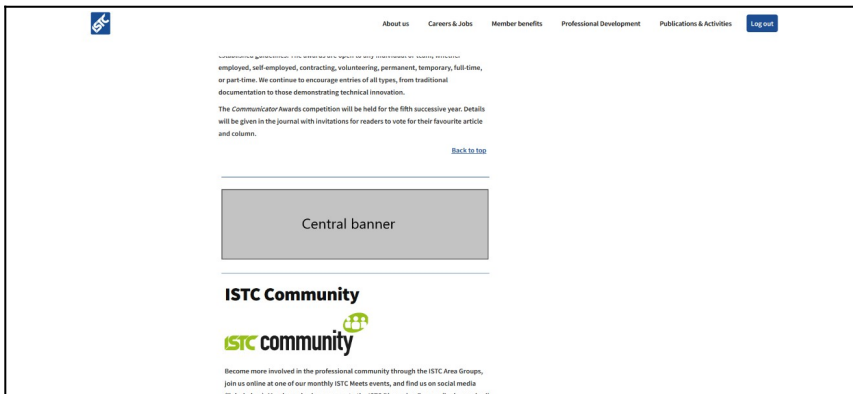 ISTC
About us Careers & Jobs Member benefits Professional Development Publications & Activities Log out
employed, self-employed, contracting, volunteering, permanent, temporary, full-time,
or part-time. We continue to encourage entries of all types, from traditional
documentation to those demonstrating technical innovation.
The Communicator Awards competition will be held for the fifth successive year. Details
will be given in the journal with invitations for readers to vote for their favourite article
and column.
Back to top
Central banner
ISTC Community
ISTC community
Become more involved in the professional community through the ISTC Area Groups,
join us online at one of our monthly ISTC Meets events, and find us on social media